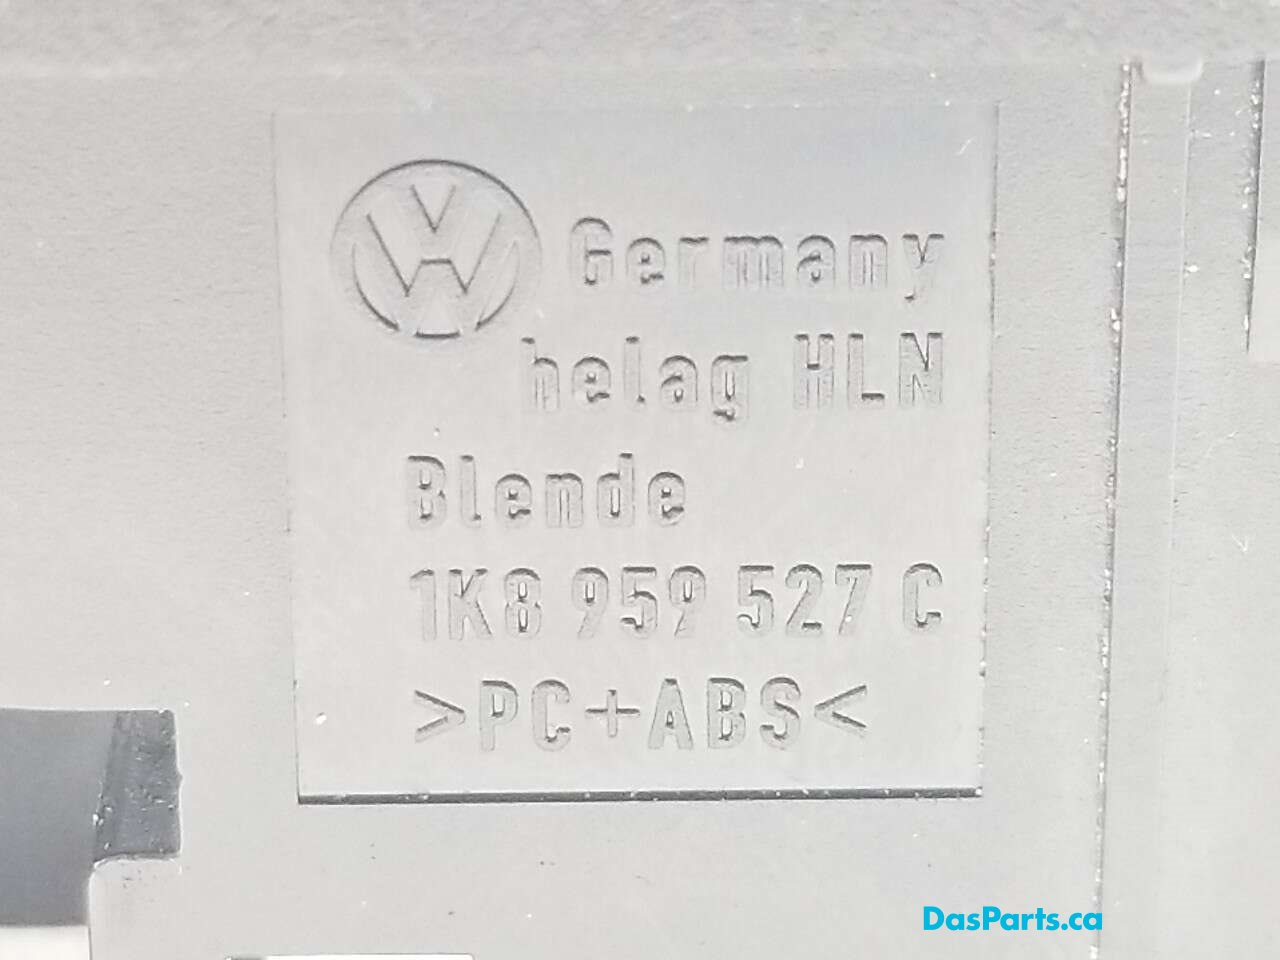 Germany
helag HLN
Blende
1K8 959 527 C
>PC+ABS<
DasParts.ca